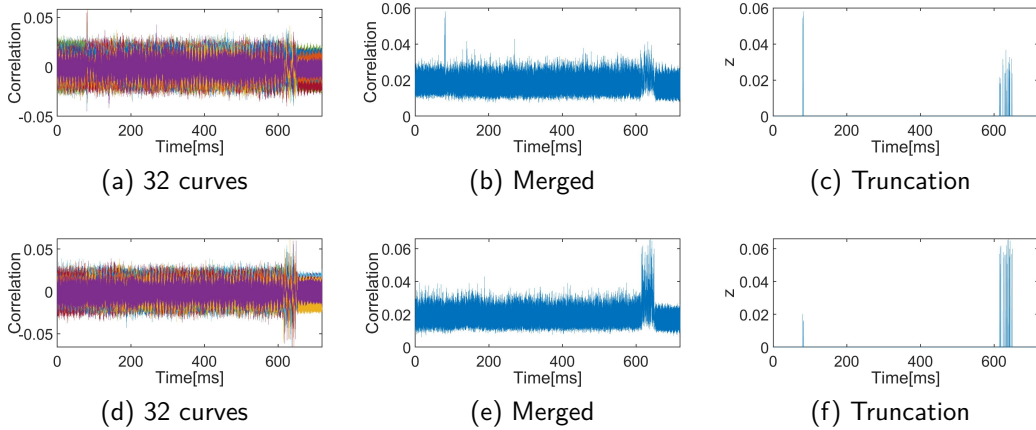 0.05
0
-0.05
Correlation
0 200 400 600
Time[ms]
(a) 32 curves
0.06
0.04
0.02
0
Correlation
0 200 400 600
Time[ms]
(b) Merged
0.06
0.04
0.02
0
z
0 200 400 600
Time[ms]
(c) Truncation
0.05
0
-0.05
Correlation
0 200 400 600
Time[ms]
(d) 32 curves
0.06
0.04
0.02
0
Correlation
0 200 400 600
Time[ms]
(e) Merged
0.06
0.04
0.02
0
z
0 200 400 600
Time[ms]
(f) Truncation